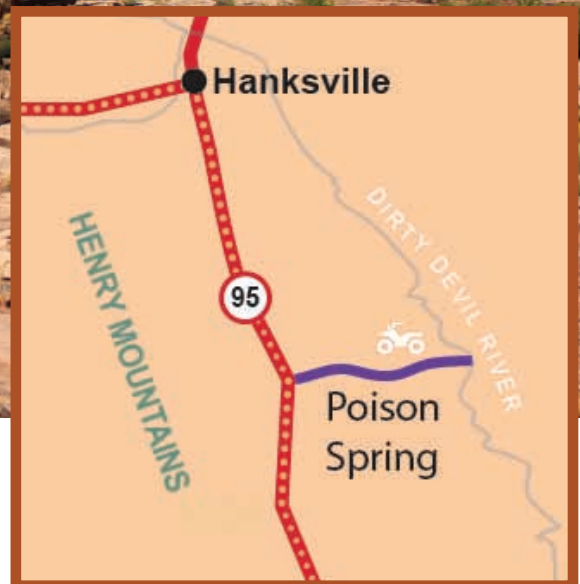 Hanksville
DIRTY DEVIL RIVER
HENRY MOUNTAINS
95
Poison
Spring